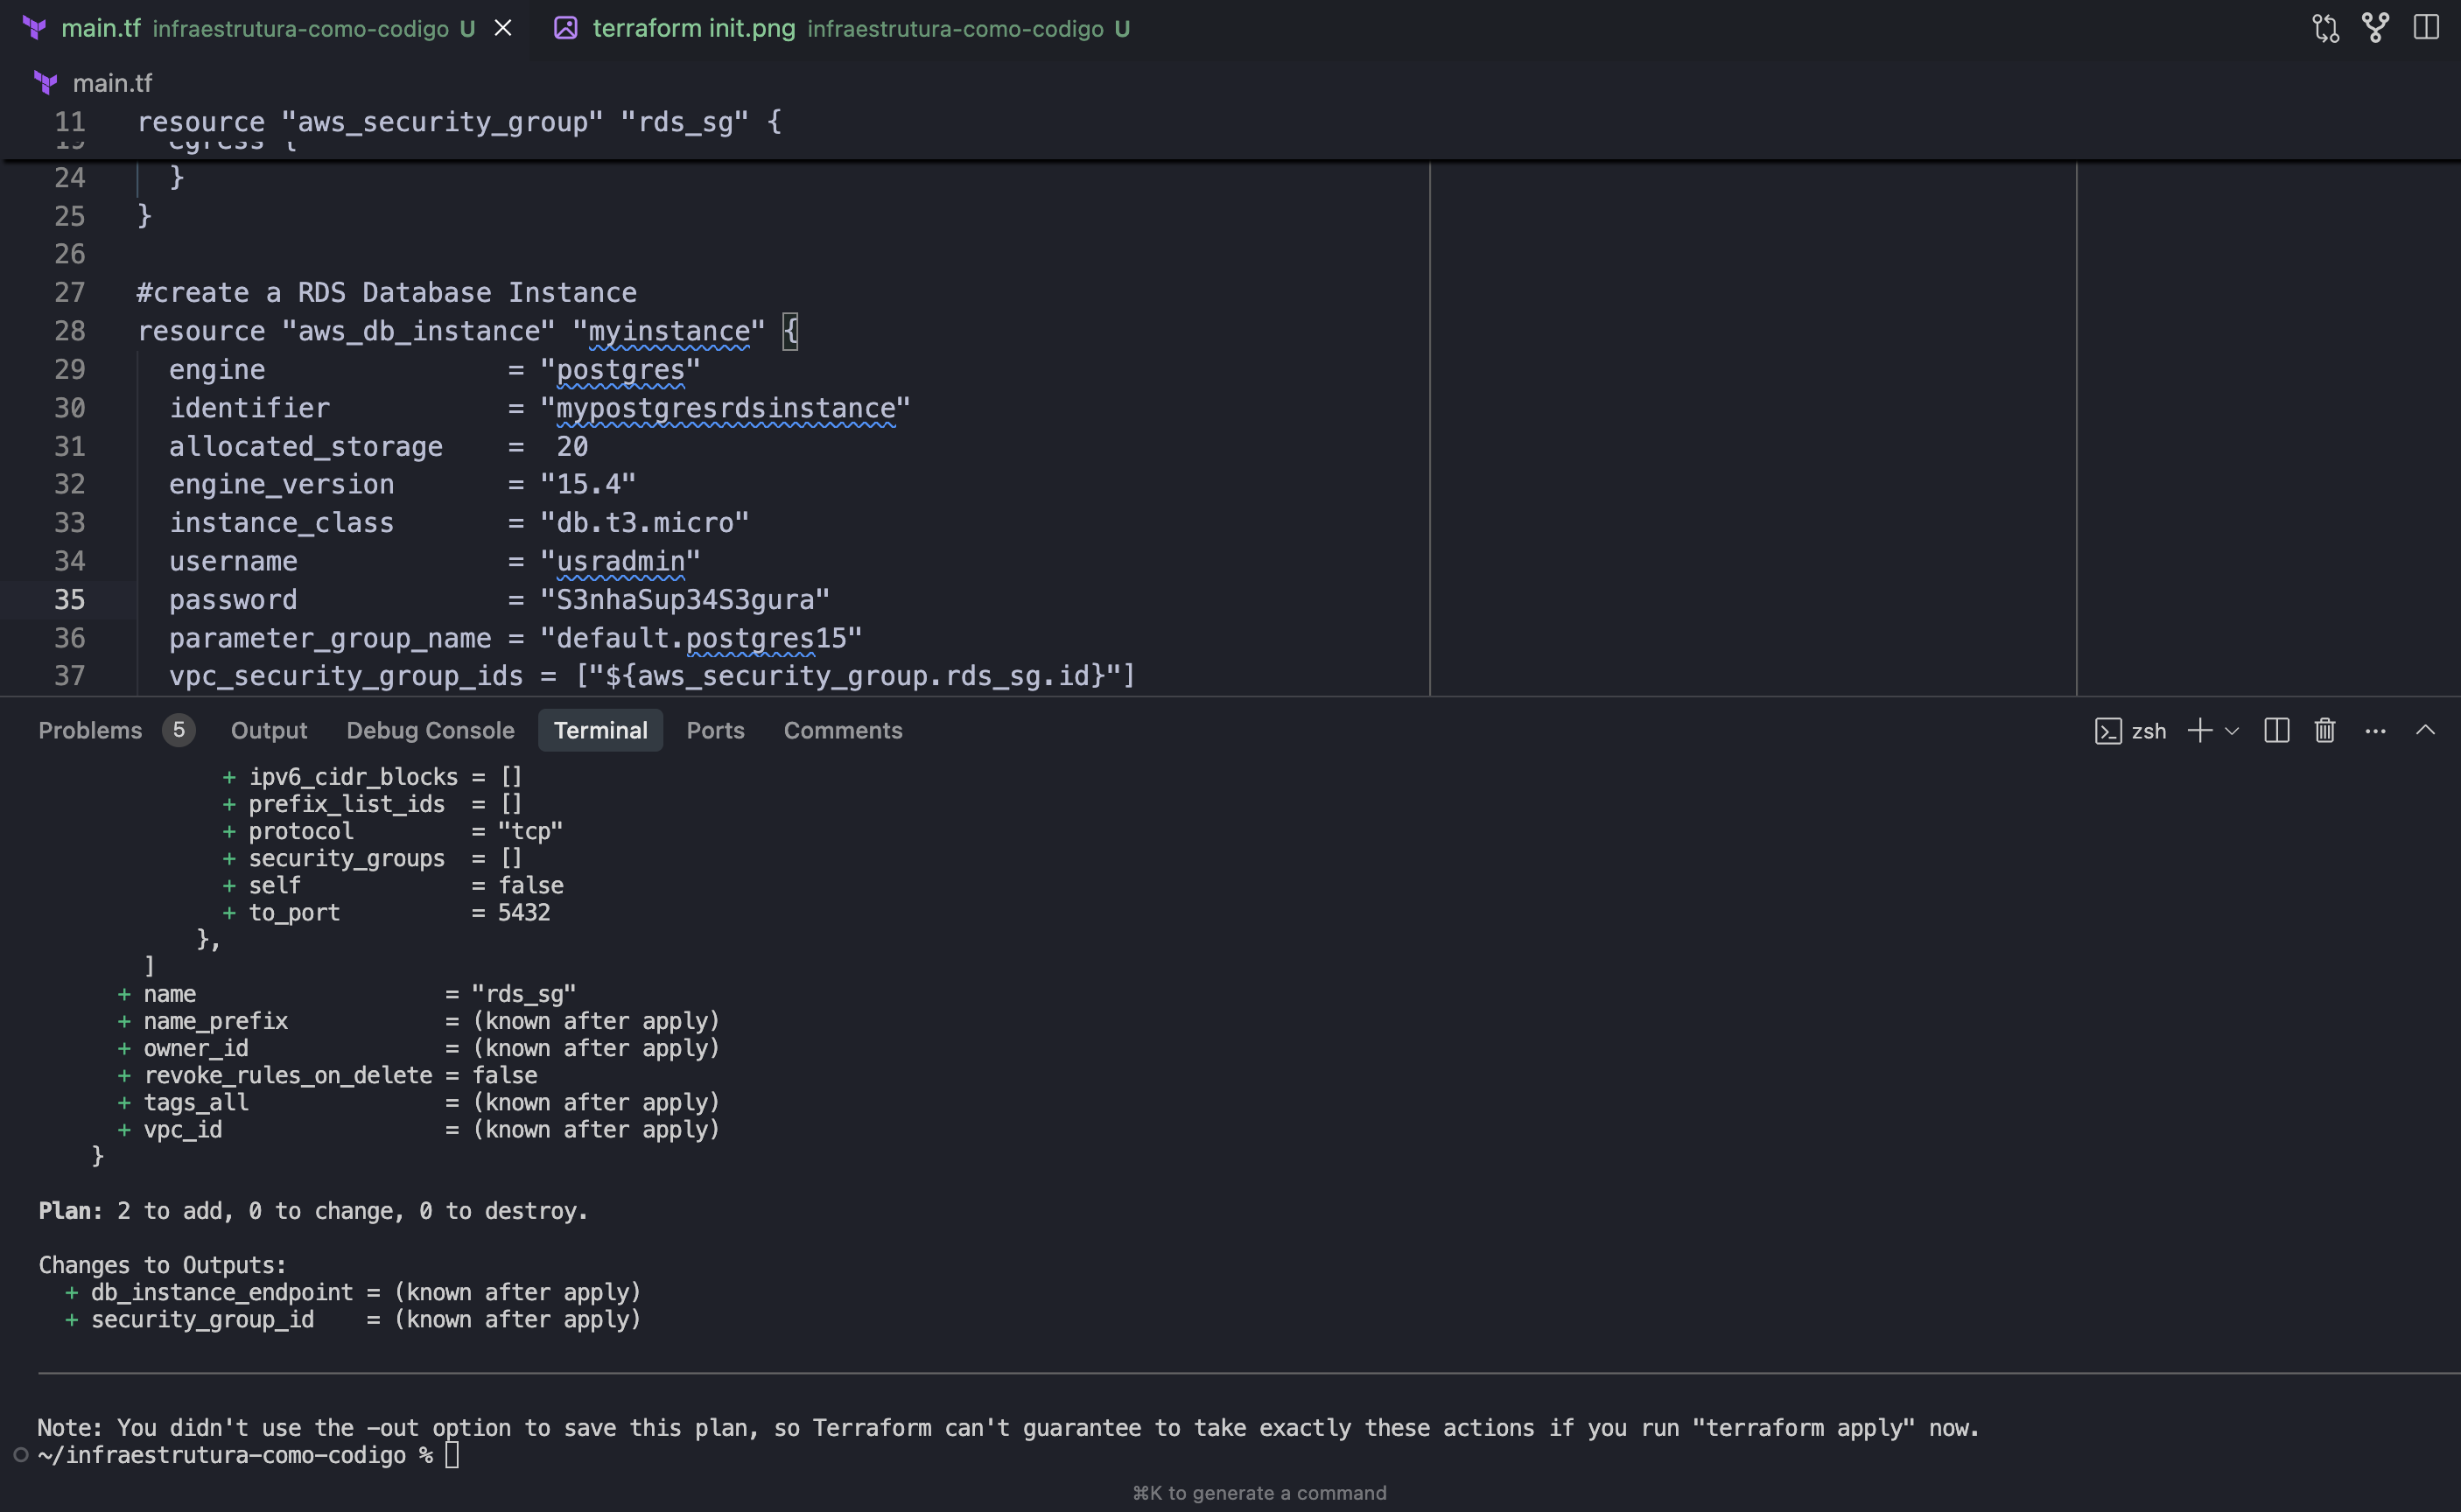 main.tf infraestrutura-como-codigo U
terraform init.png infraestrutura-como-codigo U
main.tf
11 resource "aws_security_group" "rds_sg" {
19 egress {
24 }
25 }
26
27 #create a RDS Database Instance
28 resource "aws_db_instance" "myinstance" {
29 engine = "postgres"
30 identifier = "mypostgresrdsinstance"
31 allocated_storage = 20
32 engine_version = "15.4"
33 instance_class = "db.t3.micro"
34 username = "usradmin"
35 password = "S3nhaSup34S3gura"
36 parameter_group_name = "default.postgres15"
37 vpc_security_group_ids = ["${aws_security_group.rds_sg.id}"]
Problems 5 Output Debug Console Terminal Ports Comments zsh
+ ipv6_cidr_blocks = []
+ prefix_list_ids = []
+ protocol = "tcp"
+ security_groups = []
+ self = false
+ to_port = 5432
},
]
+ name = "rds_sg"
+ name_prefix = (known after apply)
+ owner_id = (known after apply)
+ revoke_rules_on_delete = false
+ tags_all = (known after apply)
+ vpc_id = (known after apply)
}
Plan: 2 to add, 0 to change, 0 to destroy.
Changes to Outputs:
+ db_instance_endpoint = (known after apply)
+ security_group_id = (known after apply)
Note: You didn't use the -out option to save this plan, so Terraform can't guarantee to take exactly these actions if you run "terraform apply" now.
~/infraestrutura-como-codigo %
⌘K to generate a command